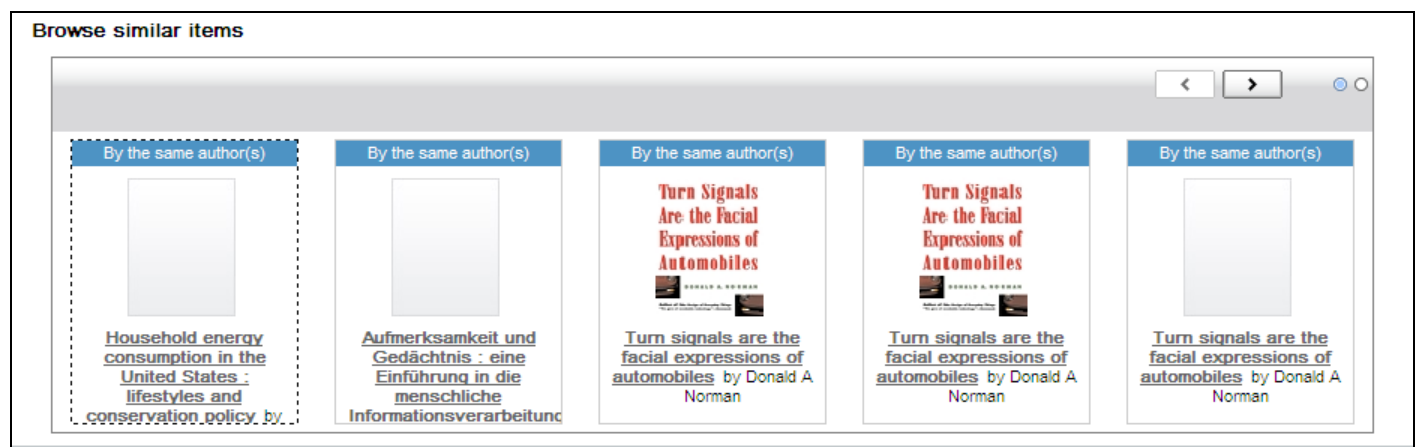 Browse similar items
By the same author(s)
Household energy
consumption in the
United States :
lifestyles and
conservation policy by
By the same author(s)
Aufmerksamkeit und
Gedächtnis : eine
Einführung in die
menschliche
Informationsverarbeitung
By the same author(s)
Turn Signals
Are the Facial
Expressions of
Automobiles
DONALD A. NORMAN
Turn signals are the
facial expressions of
automobiles by Donald A
Norman
By the same author(s)
Turn Signals
Are the Facial
Expressions of
Automobiles
DONALD A. NORMAN
Turn signals are the
facial expressions of
automobiles by Donald A
Norman
By the same author(s)
Turn signals are the
facial expressions of
automobiles by Donald A
Norman